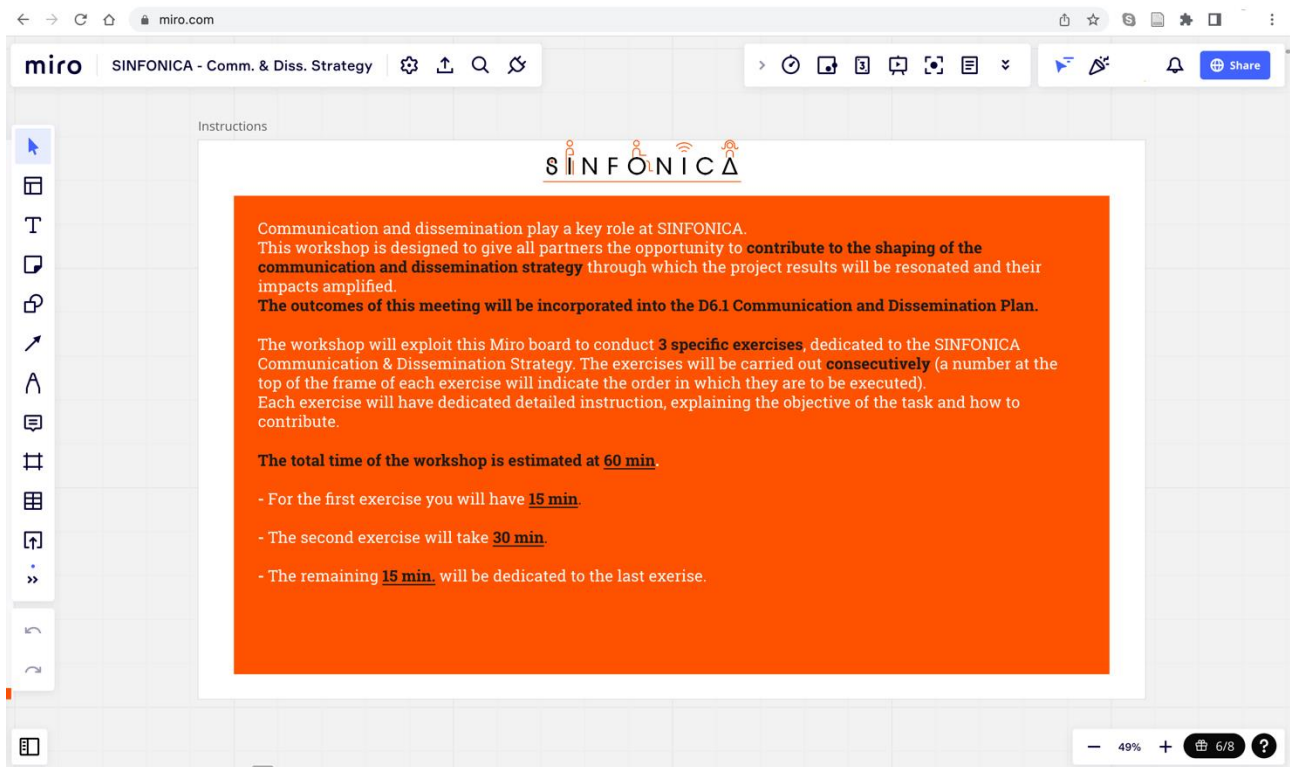 miro.com
miro
SINFONICA - Comm. & Diss. Strategy
3
Share
Instructions
SINFONICA
Communication and dissemination play a key role at SINFONICA.
This workshop is designed to give all partners the opportunity to contribute to the shaping of the
communication and dissemination strategy through which the project results will be resonated and their
impacts amplified.
The outcomes of this meeting will be incorporated into the D6.1 Communication and Dissemination Plan.
The workshop will exploit this Miro board to conduct 3 specific exercises, dedicated to the SINFONICA
Communication & Dissemination Strategy. The exercises will be carried out consecutively (a number at the
top of the frame of each exercise will indicate the order in which they are to be executed).
Each exercise will have dedicated detailed instruction, explaining the objective of the task and how to
contribute.
The total time of the workshop is estimated at 60 min.
- For the first exercise you will have 15 min.
- The second exercise will take 30 min.
- The remaining 15 min. will be dedicated to the last exerise.
49%
6/8
?